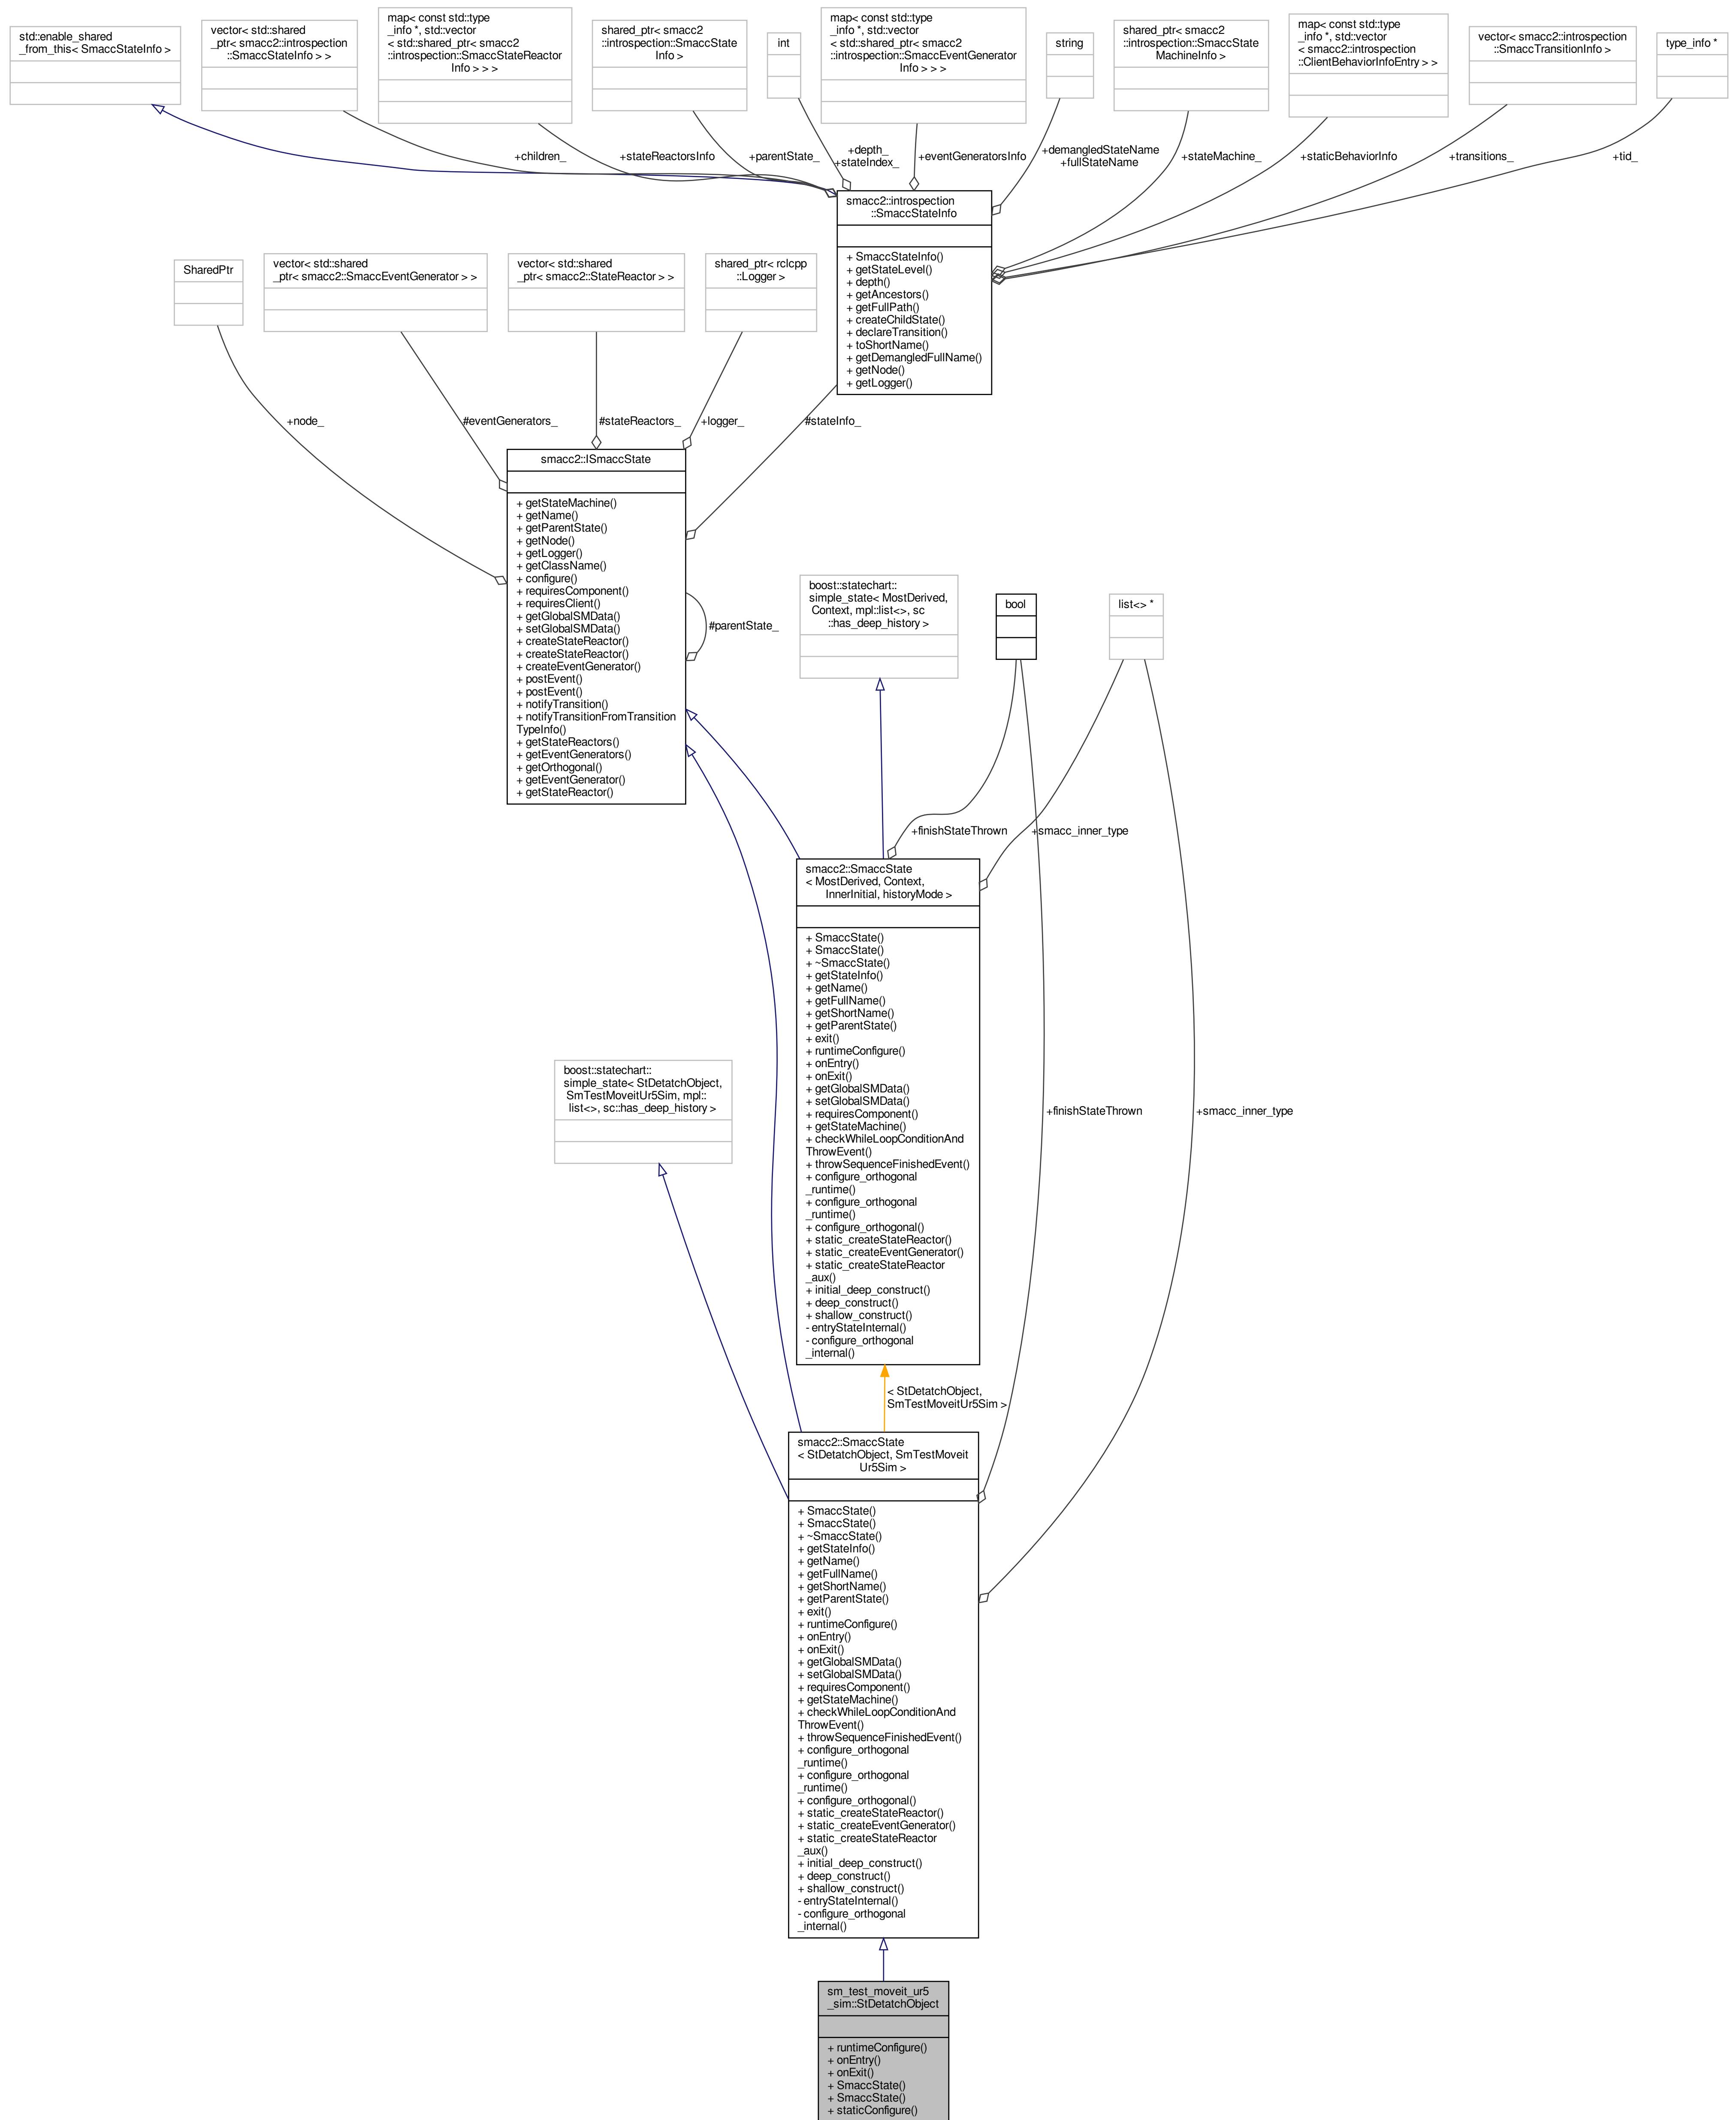 std::enable_shared
_from_this< SmaccStateInfo >
vector< std::shared
_ptr< smacc2::introspection
::SmaccStateInfo > >
map< const std::type
_info *, std::vector
< std::shared_ptr< smacc2
::introspection::SmaccStateReactor
Info > > >
shared_ptr< smacc2
::introspection::SmaccState
Info >
int
map< const std::type
_info *, std::vector
< std::shared_ptr< smacc2
::introspection::SmaccEventGenerator
Info > > >
string
shared_ptr< smacc2
::introspection::SmaccState
MachineInfo >
map< const std::type
_info *, std::vector
< smacc2::introspection
::ClientBehaviorInfoEntry > >
vector< smacc2::introspection
::SmaccTransitionInfo >
type_info *
+children_
+stateReactorsInfo
+parentState_
+depth_
+stateIndex_
+eventGeneratorsInfo
+demangledStateName
+fullStateName
+stateMachine_
+staticBehaviorInfo
+transitions_
+tid_
smacc2::introspection
::SmaccStateInfo
+ SmaccStateInfo()
+ getStateLevel()
+ depth()
+ getAncestors()
+ getFullPath()
+ createChildState()
+ declareTransition()
+ toShortName()
+ getDemangledFullName()
+ getNode()
+ getLogger()
SharedPtr
vector< std::shared
_ptr< smacc2::SmaccEventGenerator > >
vector< std::shared
_ptr< smacc2::StateReactor > >
shared_ptr< rclcpp
::Logger >
+node_
#eventGenerators_
#stateReactors_
+logger_
#stateInfo_
smacc2::ISmaccState
+ getStateMachine()
+ getName()
+ getParentState()
+ getNode()
+ getLogger()
+ getClassName()
+ configure()
+ requiresComponent()
+ requiresClient()
+ getGlobalSMData()
+ setGlobalSMData()
+ createStateReactor()
+ createStateReactor()
+ createEventGenerator()
+ postEvent()
+ postEvent()
+ notifyTransition()
+ notifyTransitionFromTransition
TypeInfo()
+ getStateReactors()
+ getEventGenerators()
+ getOrthogonal()
+ getEventGenerator()
+ getStateReactor()
#parentState_
boost::statechart::
simple_state< MostDerived,
Context, mpl::list<>, sc
::has_deep_history >
bool
list<> *
+finishStateThrown
+smacc_inner_type
smacc2::SmaccState
< MostDerived, Context,
InnerInitial, historyMode >
+ SmaccState()
+ SmaccState()
+ ~SmaccState()
+ getStateInfo()
+ getName()
+ getFullName()
+ getShortName()
+ getParentState()
+ exit()
+ runtimeConfigure()
+ onEntry()
+ onExit()
+ getGlobalSMData()
+ setGlobalSMData()
+ requiresComponent()
+ getStateMachine()
+ checkWhileLoopConditionAnd
ThrowEvent()
+ throwSequenceFinishedEvent()
+ configure_orthogonal
_runtime()
+ configure_orthogonal
_runtime()
+ configure_orthogonal()
+ static_createStateReactor()
+ static_createEventGenerator()
+ static_createStateReactor
_aux()
+ initial_deep_construct()
+ deep_construct()
+ shallow_construct()
- entryStateInternal()
- configure_orthogonal
_internal()
boost::statechart::
simple_state< StDetatchObject,
SmTestMoveitUr5Sim, mpl::
list<>, sc::has_deep_history >
+finishStateThrown
+smacc_inner_type
< StDetatchObject,
SmTestMoveitUr5Sim >
smacc2::SmaccState
< StDetatchObject, SmTestMoveit
Ur5Sim >
+ SmaccState()
+ SmaccState()
+ ~SmaccState()
+ getStateInfo()
+ getName()
+ getFullName()
+ getShortName()
+ getParentState()
+ exit()
+ runtimeConfigure()
+ onEntry()
+ onExit()
+ getGlobalSMData()
+ setGlobalSMData()
+ requiresComponent()
+ getStateMachine()
+ checkWhileLoopConditionAnd
ThrowEvent()
+ throwSequenceFinishedEvent()
+ configure_orthogonal
_runtime()
+ configure_orthogonal
_runtime()
+ configure_orthogonal()
+ static_createStateReactor()
+ static_createEventGenerator()
+ static_createStateReactor
_aux()
+ initial_deep_construct()
+ deep_construct()
+ shallow_construct()
- entryStateInternal()
- configure_orthogonal
_internal()
sm_test_moveit_ur5
_sim::StDetatchObject
+ runtimeConfigure()
+ onEntry()
+ onExit()
+ SmaccState()
+ SmaccState()
+ staticConfigure()